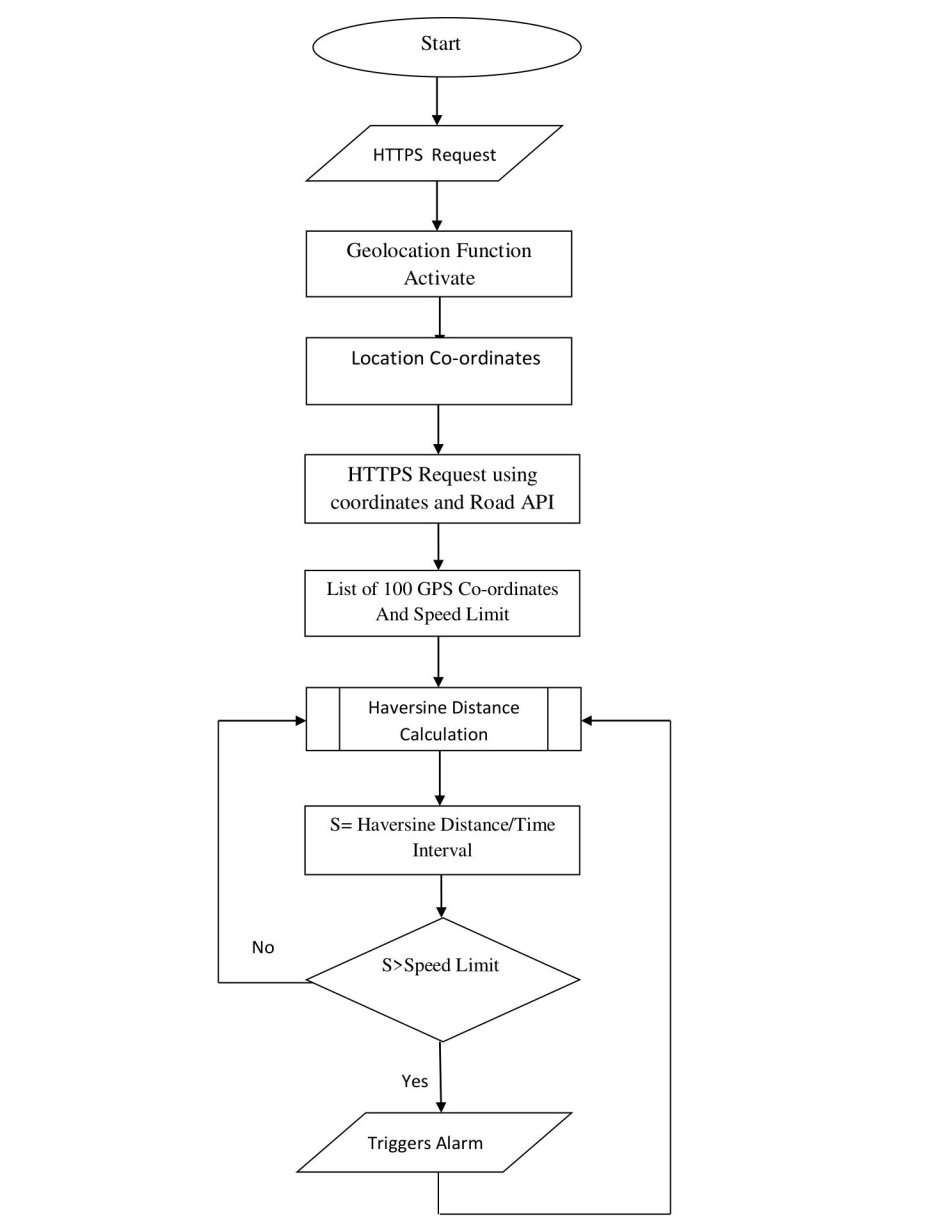 Start
HTTPS Request
Geolocation Function
Activate
Location Co-ordinates
HTTPS Request using
coordinates and Road API
List of 100 GPS Co-ordinates
And Speed Limit
Haversine Distance
Calculation
S= Haversine Distance/Time
Interval
No
S>Speed Limit
Yes
Triggers Alarm